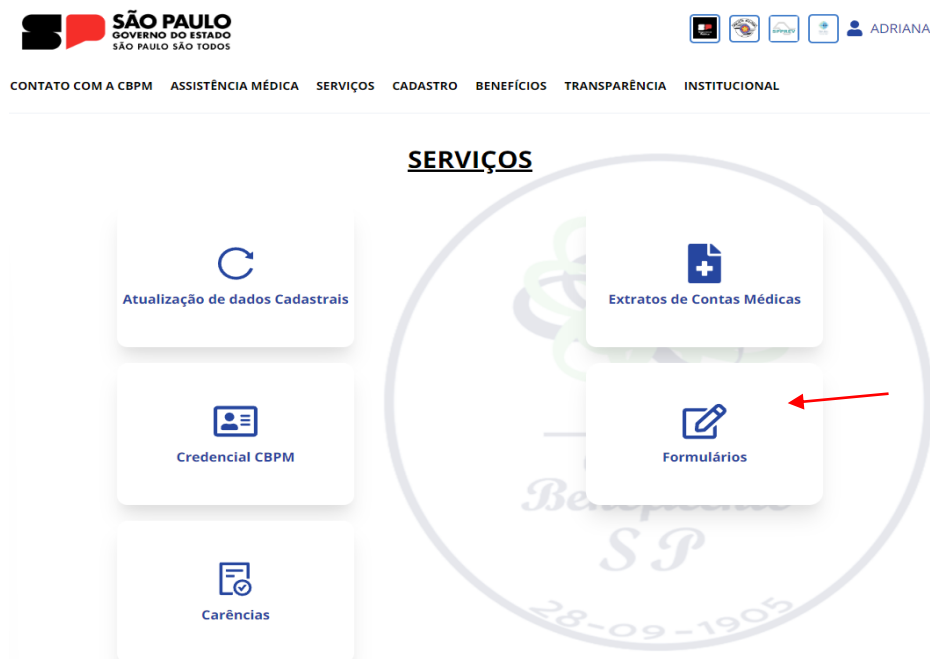 SÃO PAULO
GOVERNO DO ESTADO
SÃO PAULO SÃO TODOS
ADRIANA
CONTATO COM A CBPM ASSISTÊNCIA MÉDICA SERVIÇOS CADASTRO BENEFÍCIOS TRANSPARÊNCIA INSTITUCIONAL
SERVIÇOS
Atualização de dados Cadastrais
Extratos de Contas Médicas
Credencial CBPM
Formulários
Carências
SP
28-09-1905